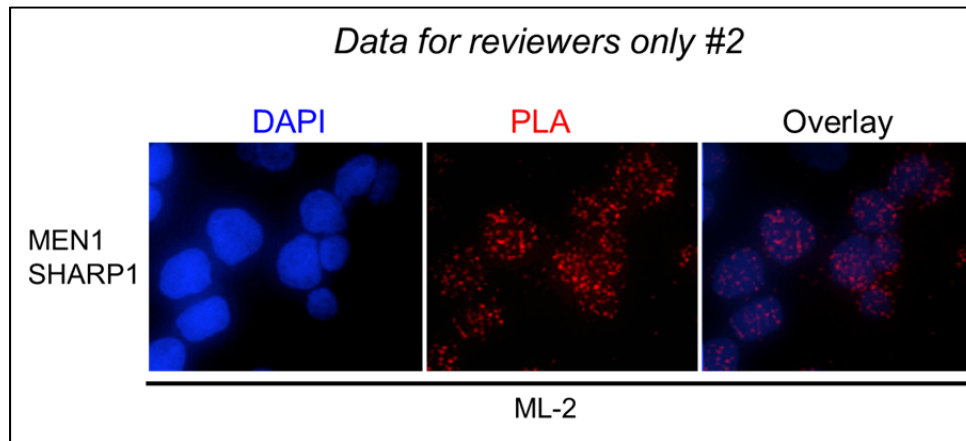 Data for reviewers only #2
DAPI PLA Overlay
MEN1
SHARP1
ML-2